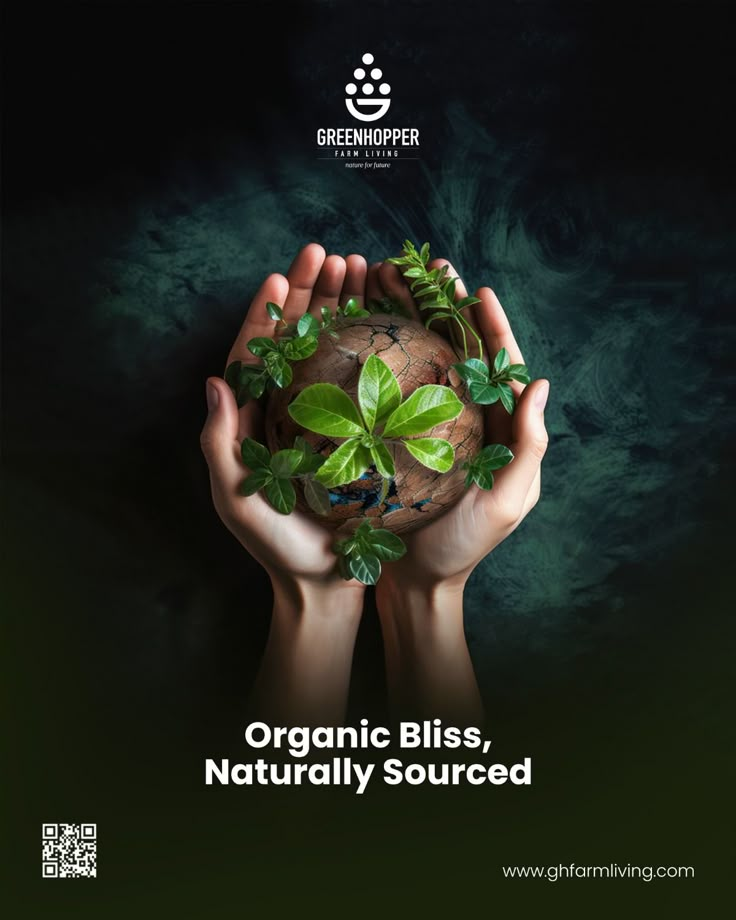 GREENHOPPER
FARM LIVING
nature for future
Organic Bliss,
Naturally Sourced
www.ghfarmliving.com